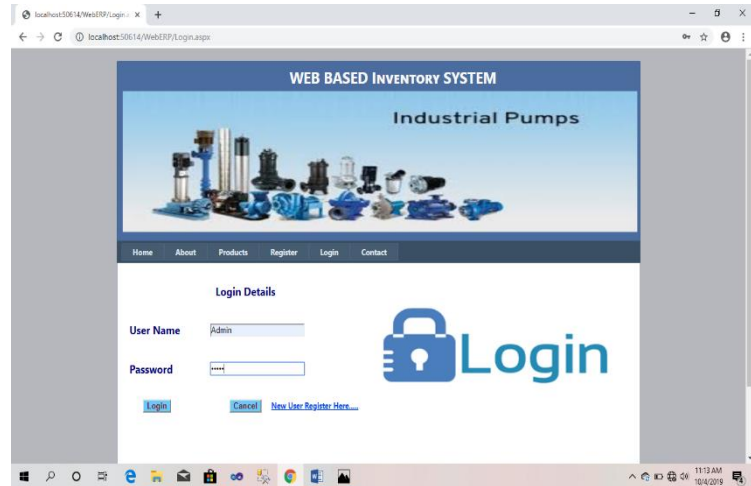 localhost:50614/WebERP/Login.a
localhost:50614/WebERP/Login.aspx
WEB BASED INVENTORY SYSTEM
Industrial Pumps
Home About Products Register Login Contact
Login Details
User Name Admin
Password •••••
Login
Login Cancel New User Register Here.....
11:13 AM
10/4/2019